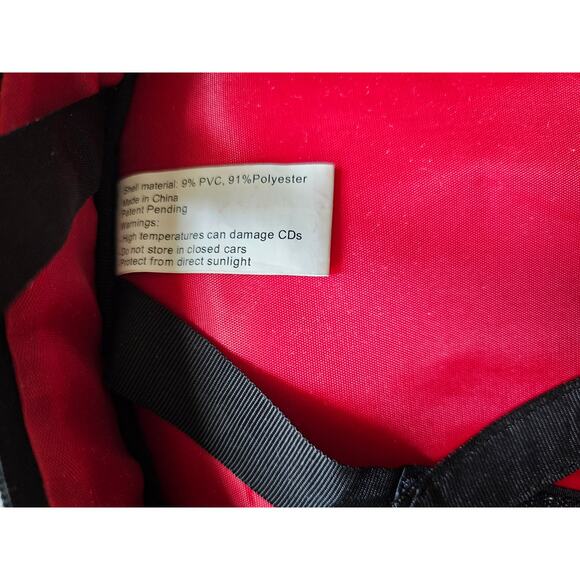 Shell material: 9% PVC, 91%Polyester
Made in China
Patent Pending
Warnings:
High temperatures can damage CDs
Do not store in closed cars
Protect from direct sunlight